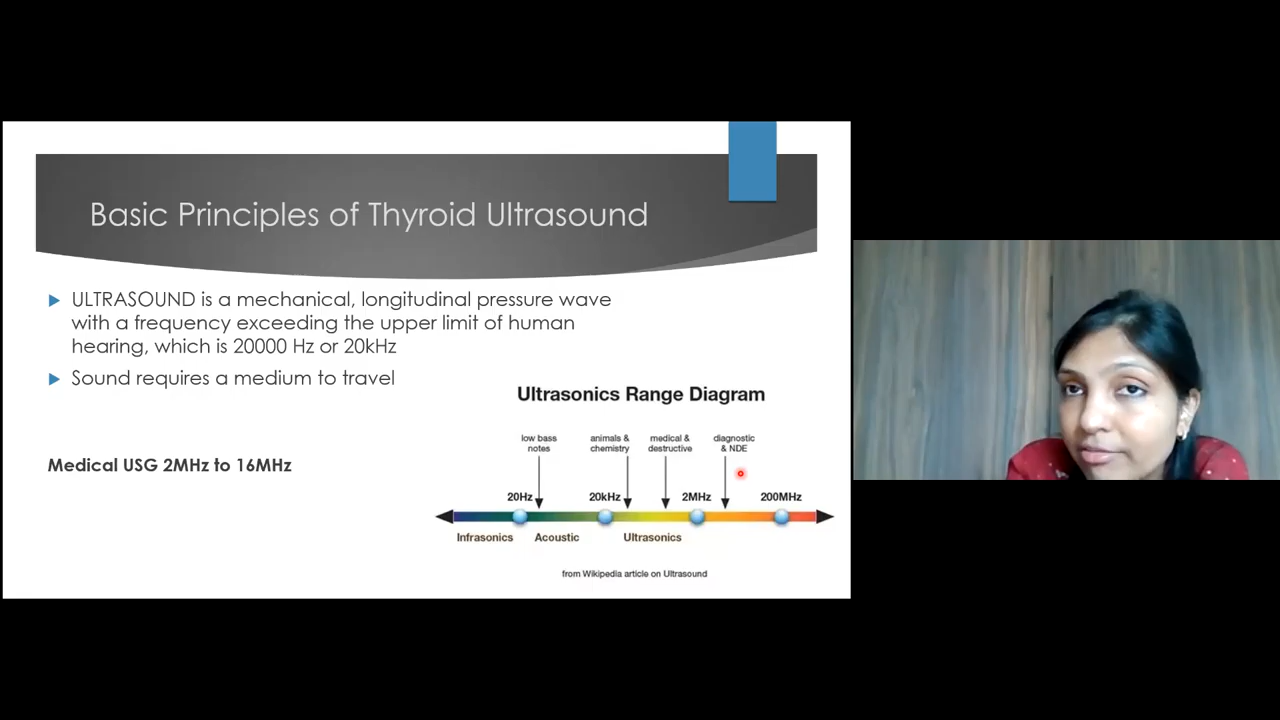 Basic Principles of Thyroid Ultrasound
ULTRASOUND is a mechanical, longitudinal pressure wave
with a frequency exceeding the upper limit of human
hearing, which is 20000 Hz or 20kHz
Sound requires a medium to travel
Medical USG 2MHz to 16MHz
Ultrasonics Range Diagram
low bass
notes
animals &
chemistry
medical &
destructive
diagnostic
& NDE
20Hz
20kHz
2MHz
200MHz
Infrasonics
Acoustic
Ultrasonics
from Wikipedia article on Ultrasound